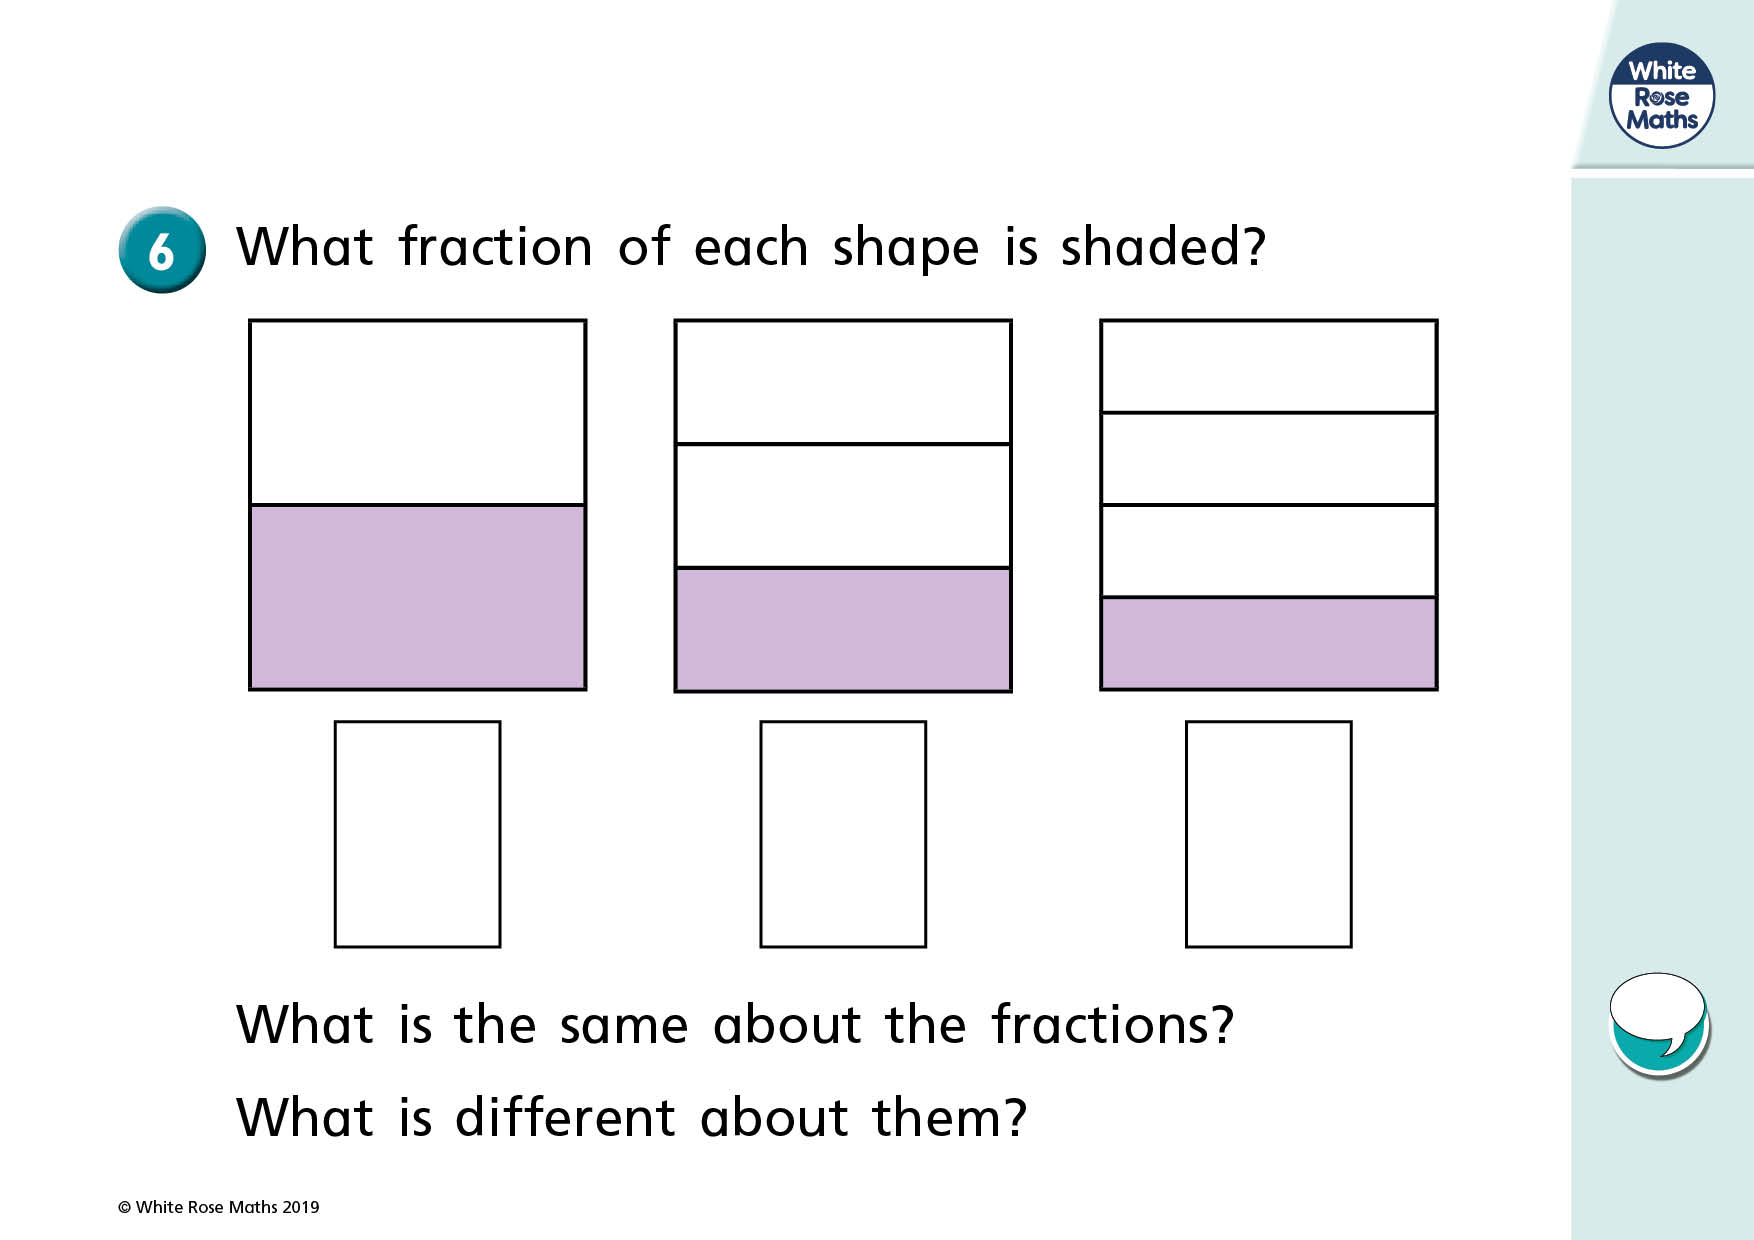 White
Rose
Maths
6 What fraction of each shape is shaded?
What is the same about the fractions?
What is different about them?
© White Rose Maths 2019